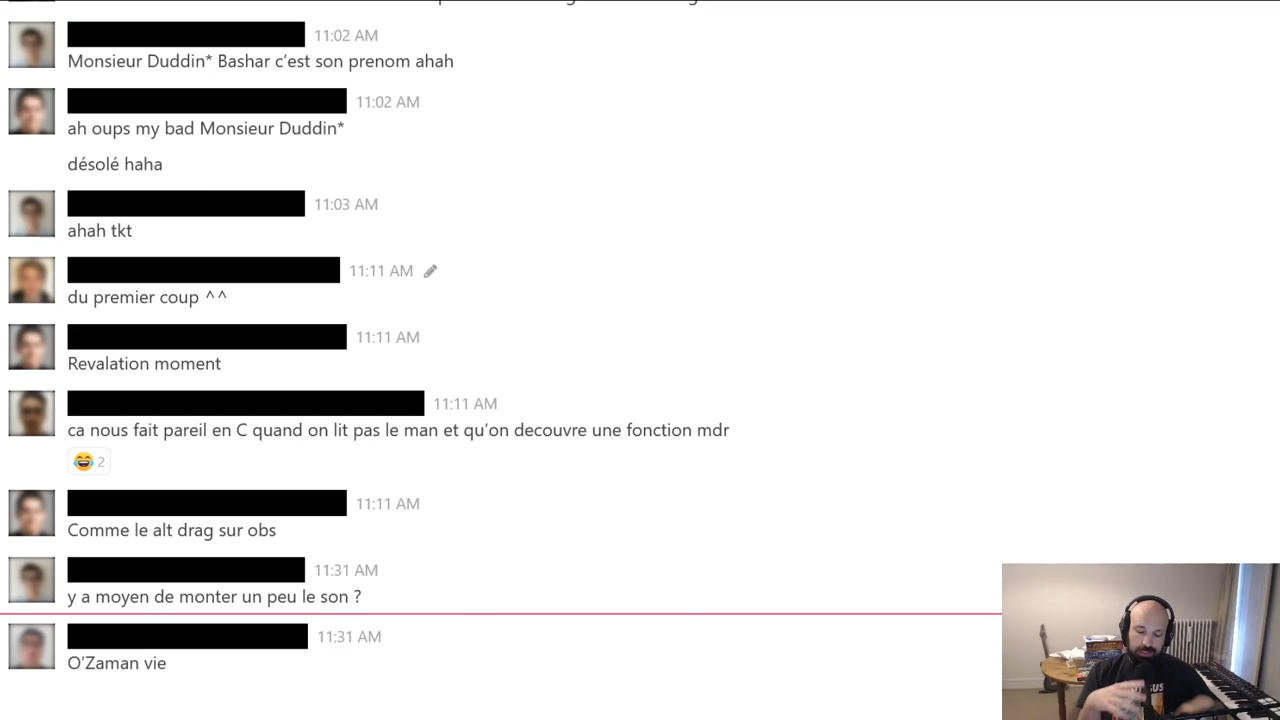 11:02 AM
Monsieur Duddin* Bashar c’est son prenom ahah
11:02 AM
ah oups my bad Monsieur Duddin*
désolé haha
11:03 AM
ahah tkt
11:11 AM
du premier coup ^^
11:11 AM
Revalation moment
11:11 AM
ca nous fait pareil en C quand on lit pas le man et qu’on decouvre une fonction mdr
😂 2
11:11 AM
Comme le alt drag sur obs
11:31 AM
y a moyen de monter un peu le son ?
11:31 AM
O’Zaman vie